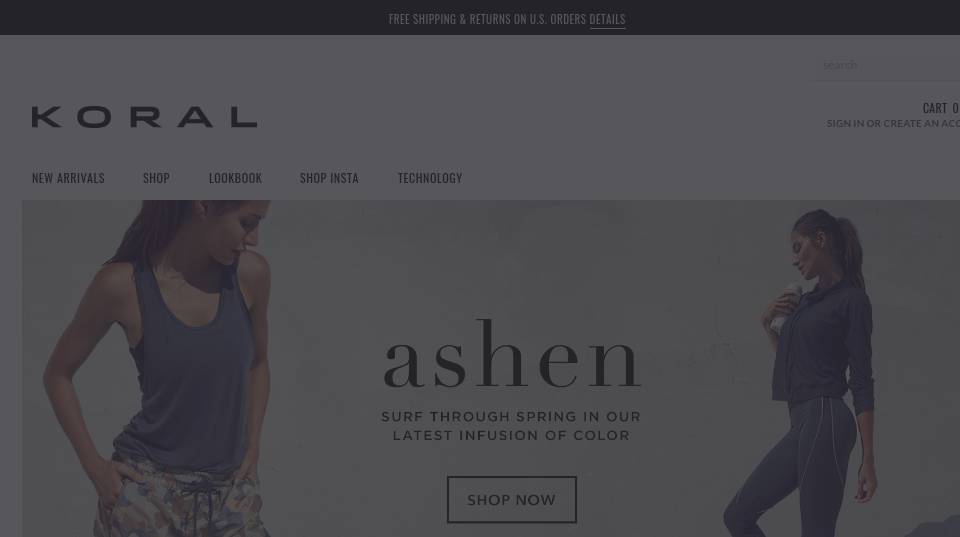 FREE SHIPPING & RETURNS ON U.S. ORDERS DETAILS
search
KORAL
CART 0
SIGN IN OR CREATE AN ACC
NEW ARRIVALS SHOP LOOKBOOK SHOP INSTA TECHNOLOGY
ashen
SURF THROUGH SPRING IN OUR
LATEST INFUSION OF COLOR
SHOP NOW